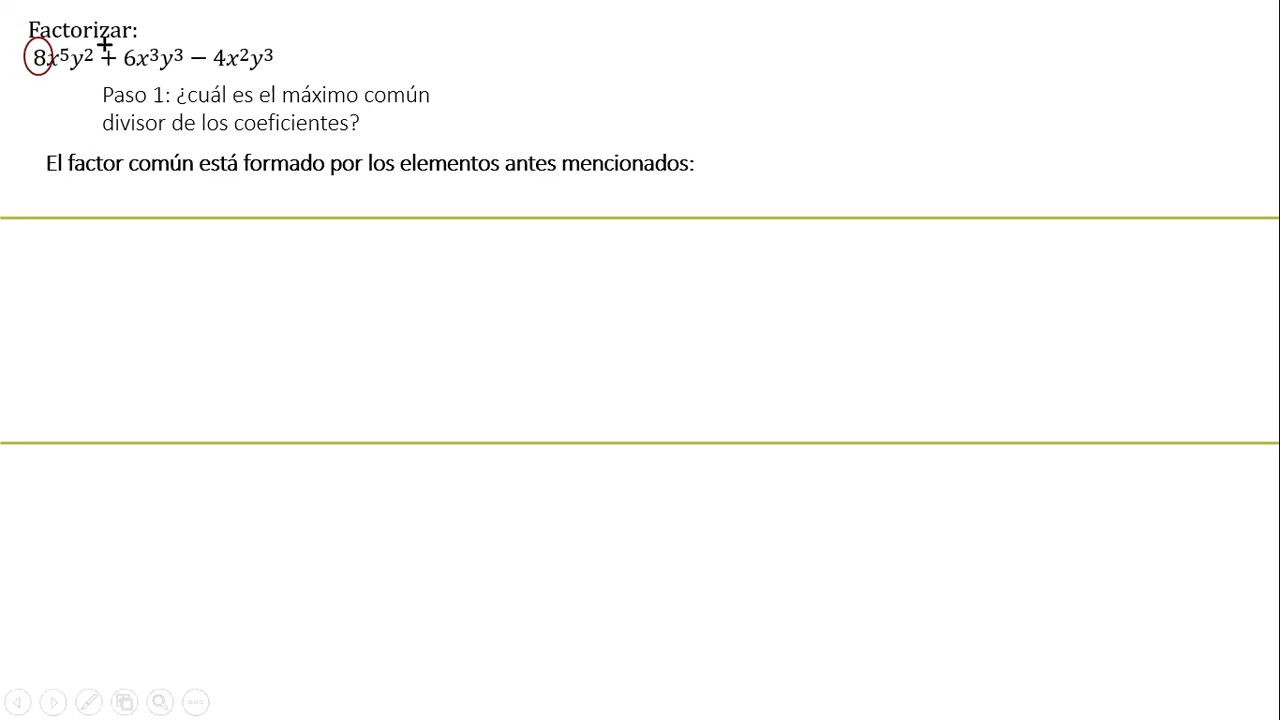 Factorizar:
8x⁵y² + 6x³y³ − 4x²y³
Paso 1: ¿cuál es el máximo común
divisor de los coeficientes?
El factor común está formado por los elementos antes mencionados: